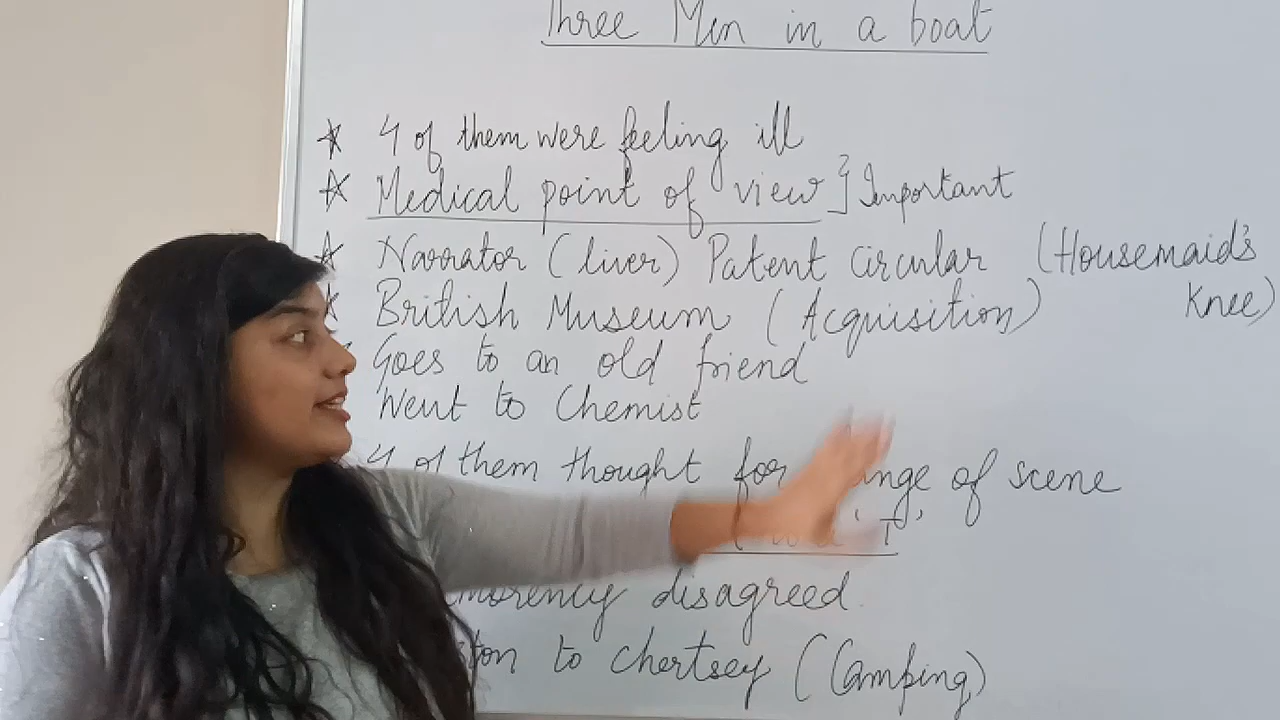 Three Men in a boat
4 of them were feeling ill
Medical point of view } Important
Narrator (liver) Patent Circular (Housemaid's Knee)
British Museum (Acquisition)
Goes to an old friend
Went to Chemist
4 of them thought for of scene
disagreed.
to Chertsey (Camping)